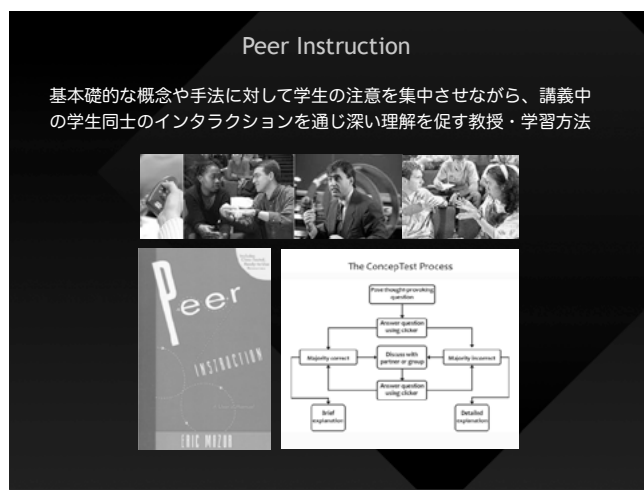 Peer Instruction
基本礎的な概念や手法に対して学生の注意を集中させながら、講義中
の学生同士のインタラクションを通じ深い理解を促す教授・学習方法
Peer
INSTRUCTION
ERIC MAZUR
The ConcepTest Process
Pose thought-provoking
question
Answer question
using clicker
Majority correct
Discuss with
partner or group
Majority incorrect
Answer question
using clicker
Brief
explanation
Detailed
explanation